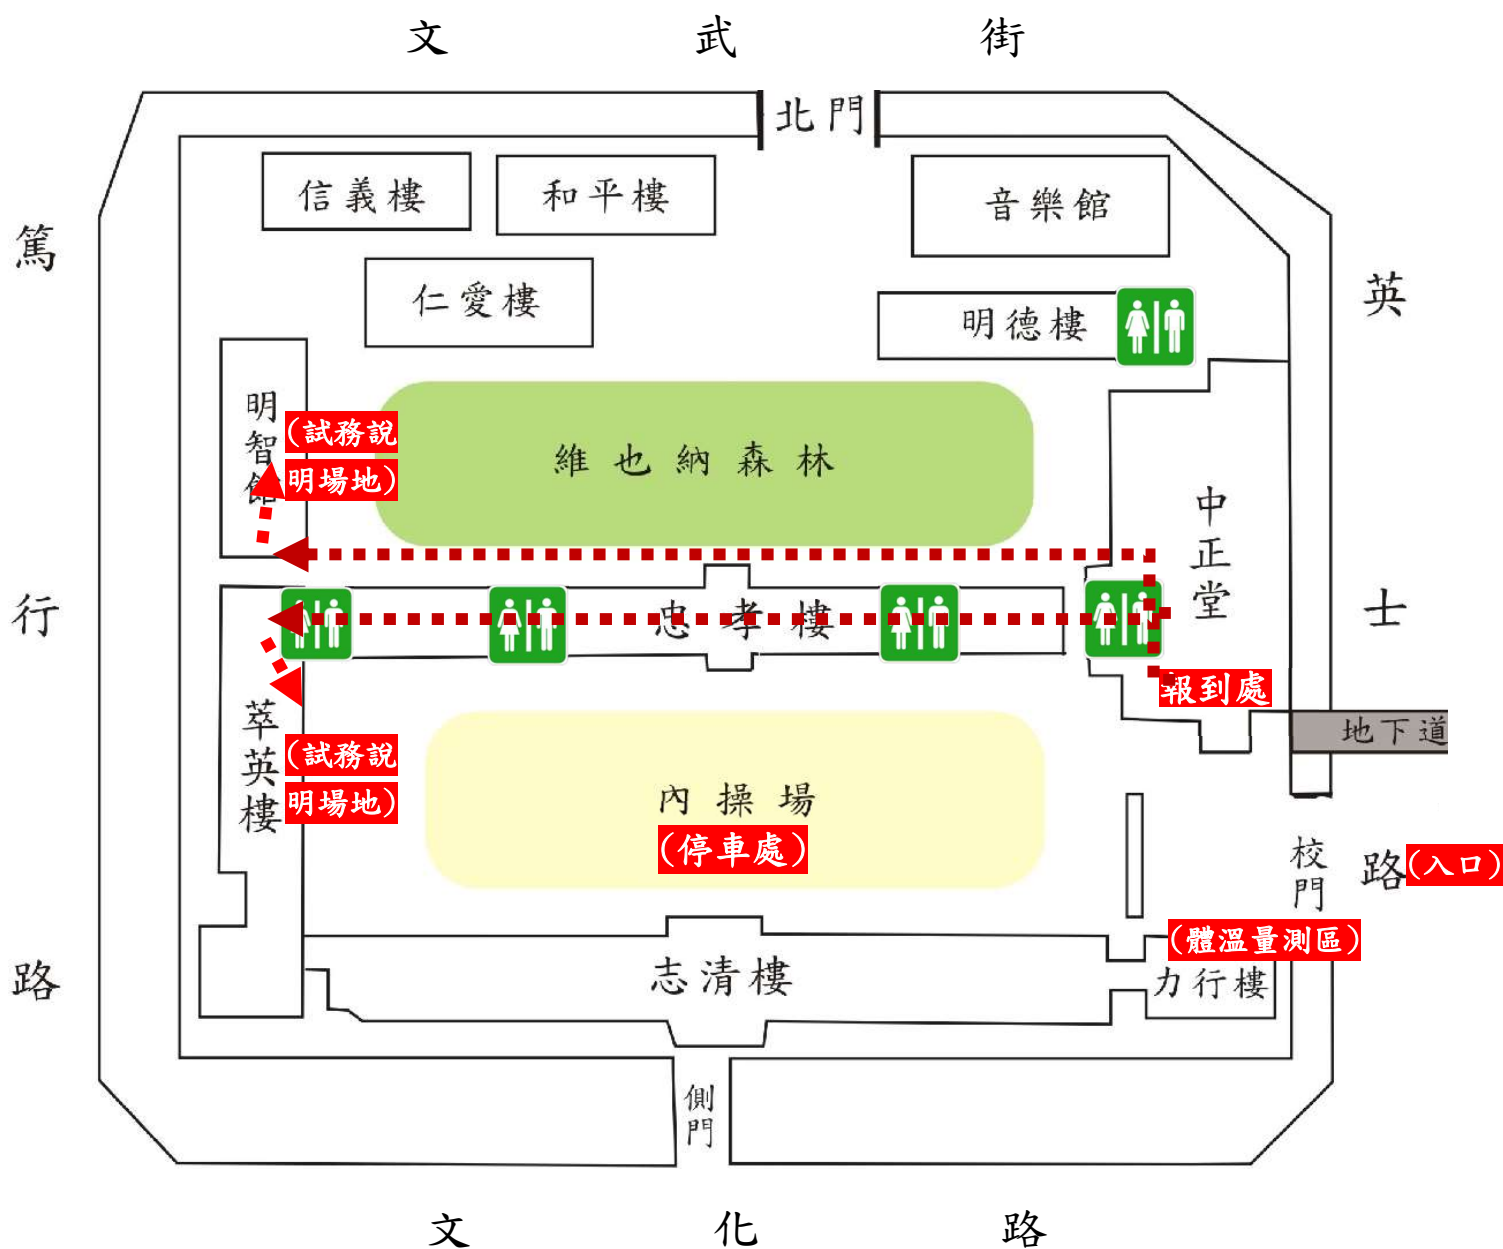 文武街
北門
信義樓
和平樓
音樂館
篤行路
仁愛樓
明德樓
英士路
明智館
(試務說
明場地)
維也納森林
中正堂
忠孝樓
報到處
萃英樓
(試務說
明場地)
地下道
內操場
(停車處)
校門
(入口)
(體溫量測區)
志清樓
力行樓
側門
文化路